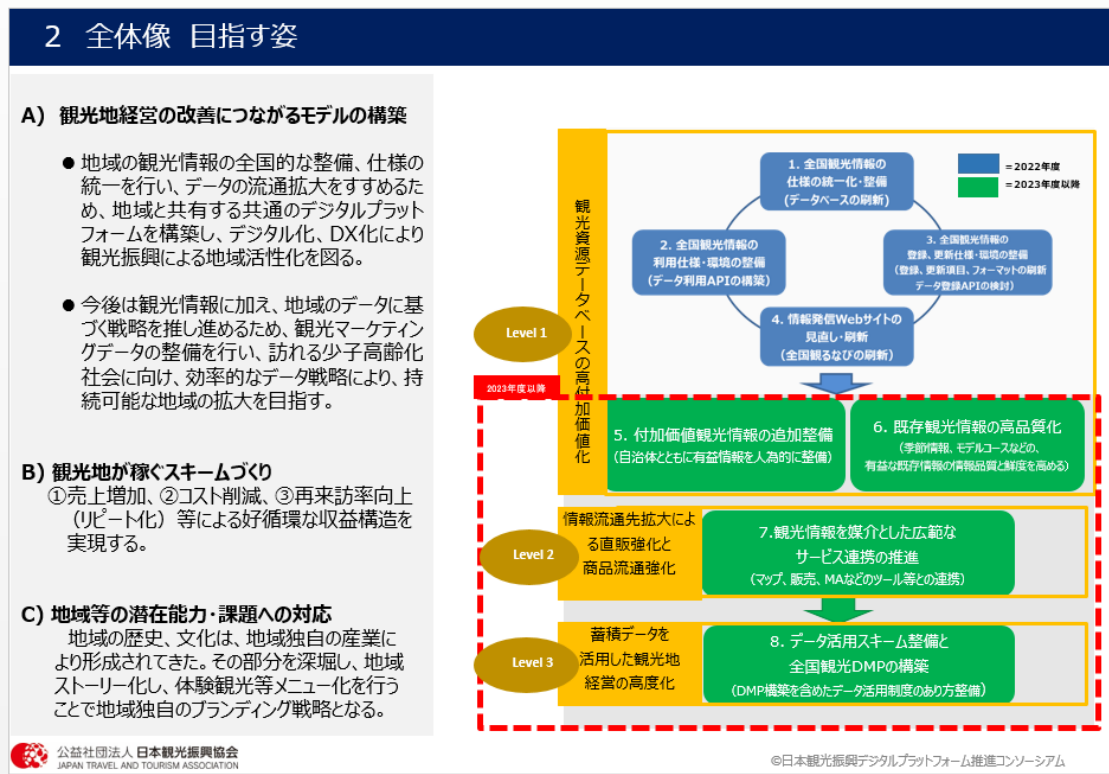 2 全体像 目指す姿
A) 観光地経営の改善につながるモデルの構築
● 地域の観光情報の全国的な整備、仕様の
統一を行い、データの流通拡大をすすめるた
め、地域と共有する共通のデジタルプラット
フォームを構築し、デジタル化、DX化により
観光振興による地域活性化を図る。
● 今後は観光情報に加え、地域のデータに基
づく戦略を推し進めるため、観光マーケティン
グデータの整備を行い、訪れる少子高齢化
社会に向け、効率的なデータ戦略により、持
続可能な地域の拡大を目指す。
B) 観光地が稼ぐスキームづくり
①売上増加、②コスト削減、③再来訪率向上
（リピート化）等による好循環な収益構造を
実現する。
C) 地域等の潜在能力・課題への対応
地域の歴史、文化は、地域独自の産業に
より形成されてきた。その部分を深堀し、地域
ストーリー化し、体験観光等メニュー化を行う
ことで地域独自のブランディング戦略となる。
Level 1
観光資源データベースの高付加価値化
1. 全国観光情報の
仕様の統一化・整備
(データベースの刷新)
=2022年度
=2023年度以降
2. 全国観光情報の
利用仕様・環境の整備
(データ利用APIの構築)
3. 全国観光情報の
登録、更新仕様・環境の整備
(登録、更新項目、フォーマットの刷新
データ登録APIの検討)
4. 情報発信Webサイトの
見直し・刷新
(全国観るなびの刷新)
2023年度以降
5. 付加価値観光情報の追加整備
(自治体とともに有益情報を人為的に整備)
6. 既存観光情報の高品質化
(季節情報、モデルコースなどの、
有益な既存情報の情報品質と鮮度を高める)
Level 2
情報流通先拡大によ
る直販強化と
商品流通強化
7.観光情報を媒介とした広範な
サービス連携の推進
(マップ、販売、MAなどのツール等との連携)
Level 3
蓄積データを
活用した観光地
経営の高度化
8. データ活用スキーム整備と
全国観光DMPの構築
(DMP構築を含めたデータ活用制度のあり方整備)
公益社団法人 日本観光振興協会
JAPAN TRAVEL AND TOURISM ASSOCIATION
©日本観光振興デジタルプラットフォーム推進コンソーシアム